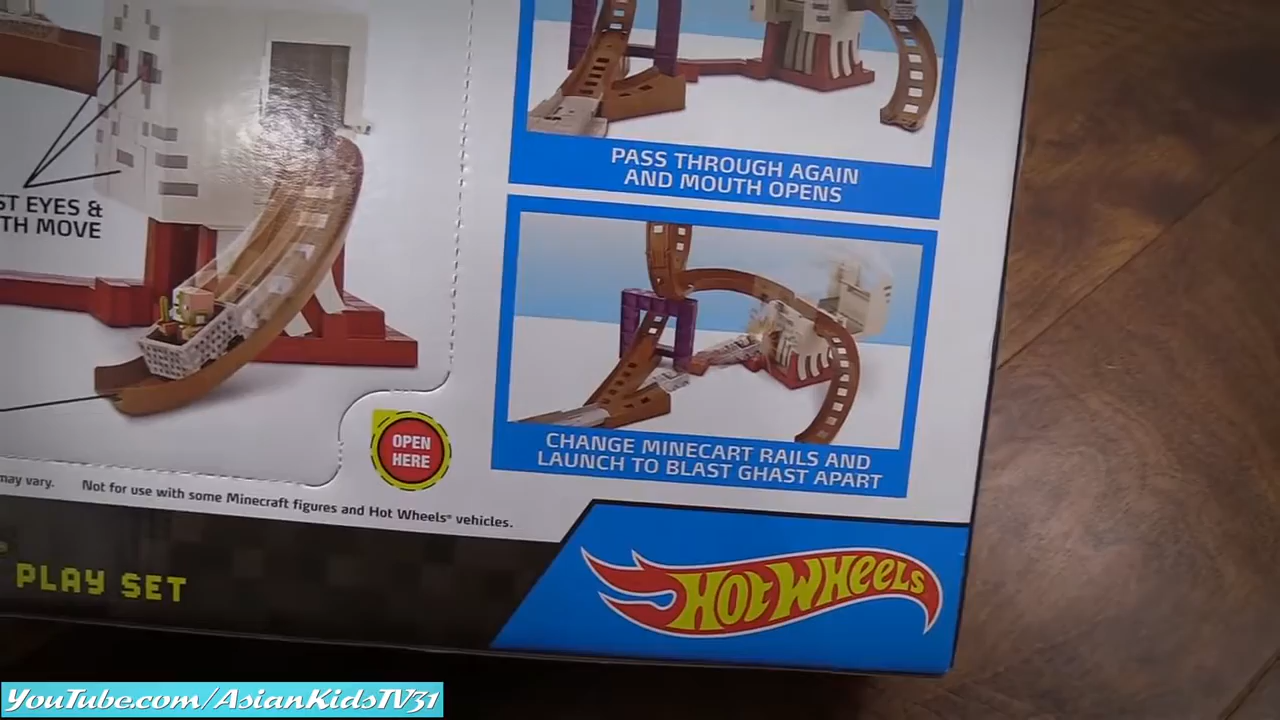 PASS THROUGH AGAIN
AND MOUTH OPENS
ST EYES &
TH MOVE
CHANGE MINECART RAILS AND
LAUNCH TO BLAST GHAST APART
OPEN
HERE
may vary. Not for use with some Minecraft figures and Hot Wheels® vehicles.
PLAY SET
HOT WHEELS
YouTube.com/AsianKidsTV31